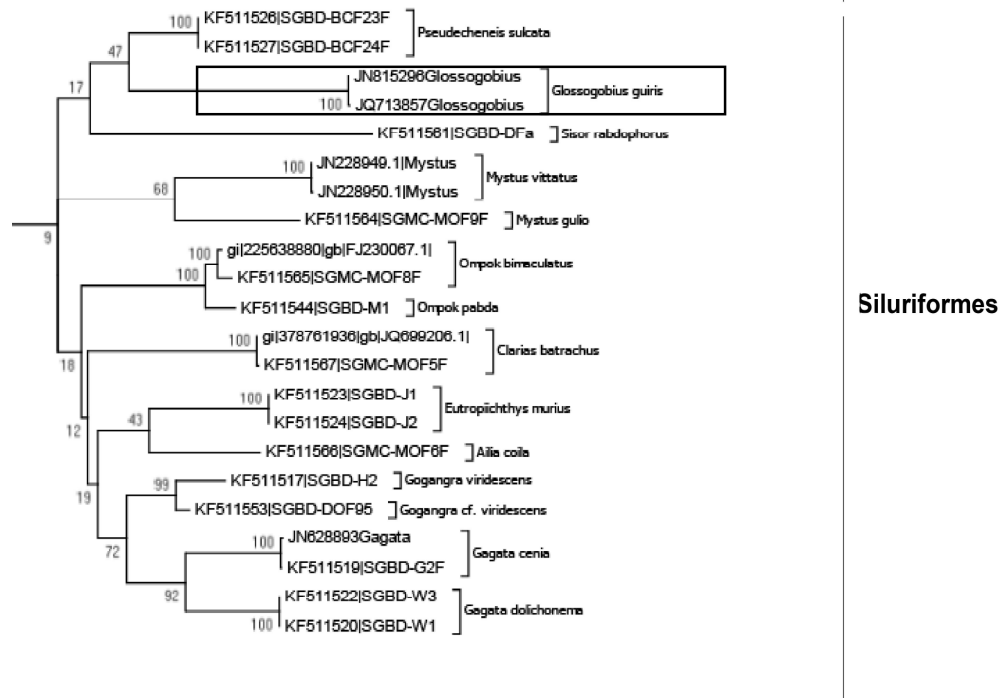 KF511526|SGBD-BCF23F
100
Pseudecheneis sulcata
KF511527|SGBD-BCF24F
47
JN815296Glossogobius
Glossogobius guiris
17
100
JQ713857Glossogobius
KF511561|SGBD-DFa
Sisor rabdophorus
JN228949.1|Mystus
100
Mystus vittatus
68
JN228950.1|Mystus
KF511564|SGMC-MOF9F
Mystus gulio
9
gi|225638880|gb|FJ230067.1|
100
Ompok bimaculatus
100
KF511565|SGMC-MOF8F
KF511544|SGBD-M1
Ompok pabda
Siluriformes
gi|378761936|gb|JQ699206.1|
100
Clarias batrachus
18
KF511567|SGMC-MOF5F
KF511523|SGBD-J1
100
Eutropiichthys murius
43
KF511524|SGBD-J2
12
KF511566|SGMC-MOF6F
Ailia coila
KF511517|SGBD-H2
Gogangra viridescens
99
19
KF511553|SGBD-DOF95
Gogangra cf. viridescens
JN628893Gagata
100
Gagata cenia
72
KF511519|SGBD-G2F
92
KF511522|SGBD-W3
Gagata dolichonema
100
KF511520|SGBD-W1